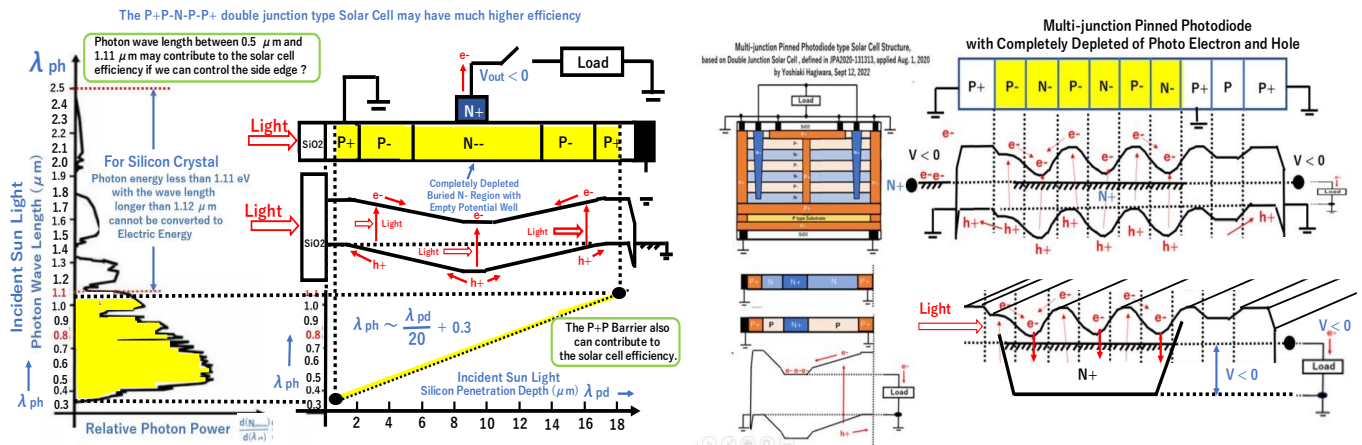 The P+P-N-P-P+ double junction type Solar Cell may have much higher efficiency
Photon wave length between 0.5 μm and
1.11 μm may contribute to the solar cell
efficiency if we can control the side edge ?
λ ph
2.5
2.4
2.3
2.2
2.1
2.0
1.9
1.8
1.7
1.6
1.5
1.4
1.3
1.2
1.1
1.0
0.9
0.8
0.7
0.6
0.5
0.4
0.3
Incident Sun Light
Photon Wave Length (μm)
λ ph
For Silicon Crystal
Photon energy less than 1.11 eV
with the wave length
longer than 1.12 μm
cannot be converted to
Electric Energy
Relative Photon Power
e-
Vout < 0
Load
N+
Light
SiO2
P+
P-
N--
P-
P+
Completely Depleted
Buried N- Region with
Empty Potential Well
Light
SiO2
e-
e-
e-
Light
Light
Light
h+
h+
h+
1.1
1.0
0.9
0.8
0.7
0.6
0.5
0.4
0.3
λ ph
λ ph ~ λ pd / 20 + 0.3
The P+P Barrier also
can contribute to
the solar cell efficiency.
Incident Sun Light
Silicon Penetration Depth (μm) λ pd
2 4 6 8 10 12 14 16 18
Multi-junction Pinned Photodiode type Solar Cell Structure,
based on Double Junction Solar Cell , defined in JPA2020-131313, applied Aug. 1, 2020
by Yoshiaki Hagiwara, Sept 12, 2022
Load
SiO2
P type Substrate
SiO2
P+ N N+ N P+
P+ P N+ P P+
e-
e-e-e-
e-
Load
h+
Multi-junction Pinned Photodiode
with Completely Depleted of Photo Electron and Hole
P+ P- N- P- N- P- N- P+ P P+
e- e- e- e- e-
V < 0
V < 0
N+
e-e-
N+
Load
h+ h+ h+ h+ h+
Light
e- e- e-
V < 0
e-
N+
V < 0
Load